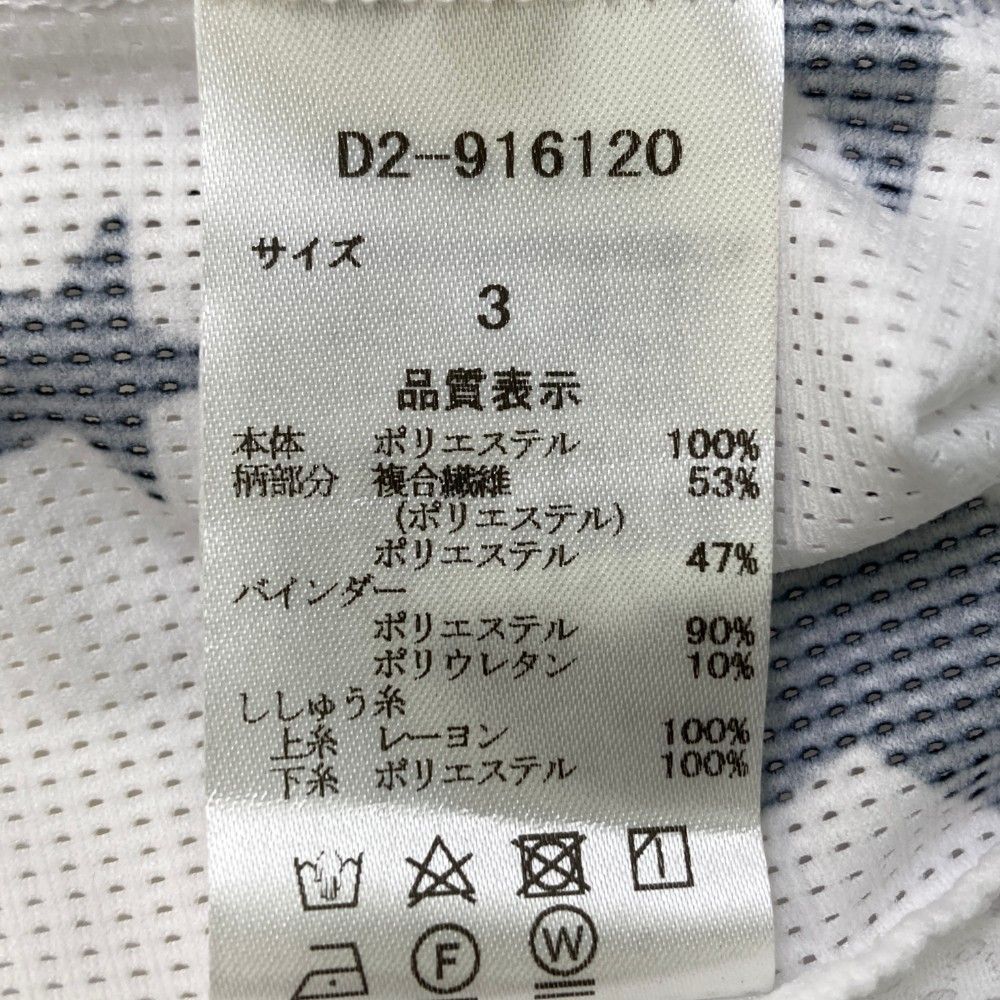 D2-916120
サイズ
3
品質表示
本体 ポリエステル 100%
柄部分 複合繊維 53%
(ポリエステル)
ポリエステル 47%
バインダー
ポリエステル 90%
ポリウレタン 10%
ししゅう糸
上糸 レーヨン 100%
下糸 ポリエステル 100%
F W